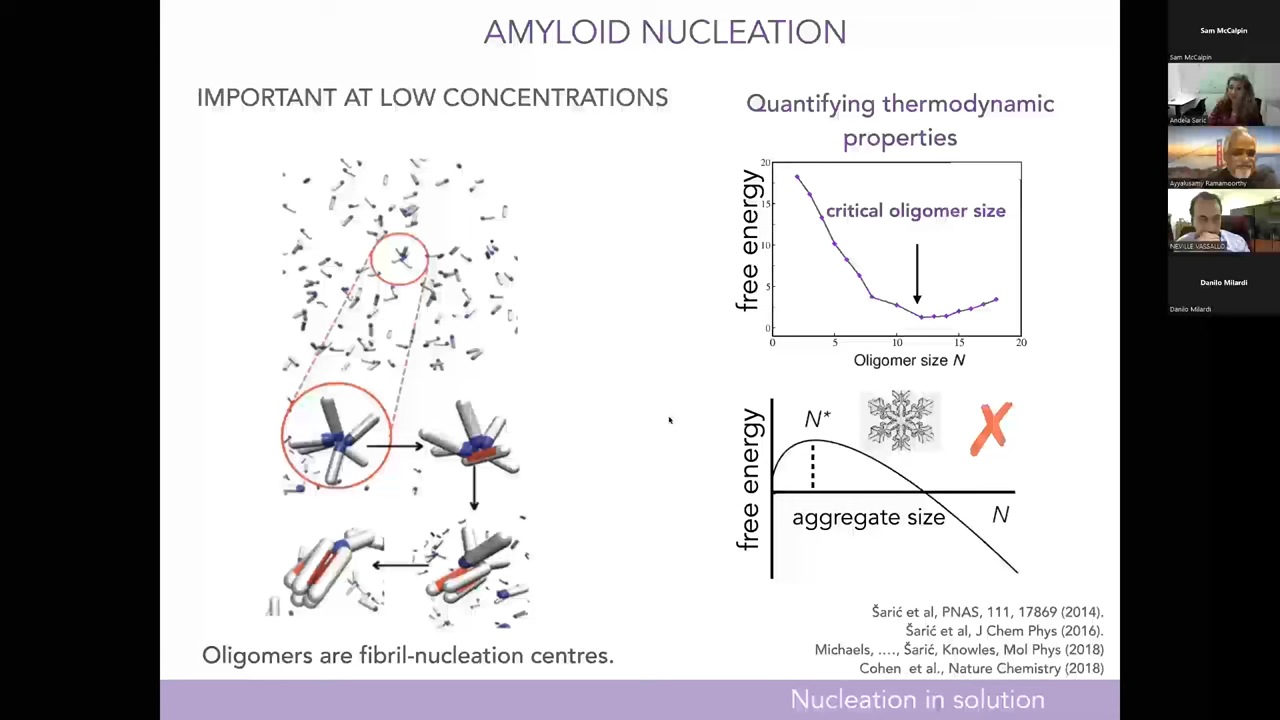 AMYLOID NUCLEATION
IMPORTANT AT LOW CONCENTRATIONS
Oligomers are fibril-nucleation centres.
Quantifying thermodynamic
properties
free energy
20
15
10
5
0
critical oligomer size
0 5 10 15 20
Oligomer size N
free energy
N*
aggregate size
N
Šarić et al, PNAS, 111, 17869 (2014).
Šarić et al, J Chem Phys (2016).
Michaels, ...., Šarić, Knowles, Mol Phys (2018)
Cohen et al., Nature Chemistry (2018)
Nucleation in solution
Sam McCalpin
Sam McCalpin
Andela Saric
Ayyalusamy Ramamoorthy
NEVILLE VASSALLO
Danilo Milardi
Danilo Milardi